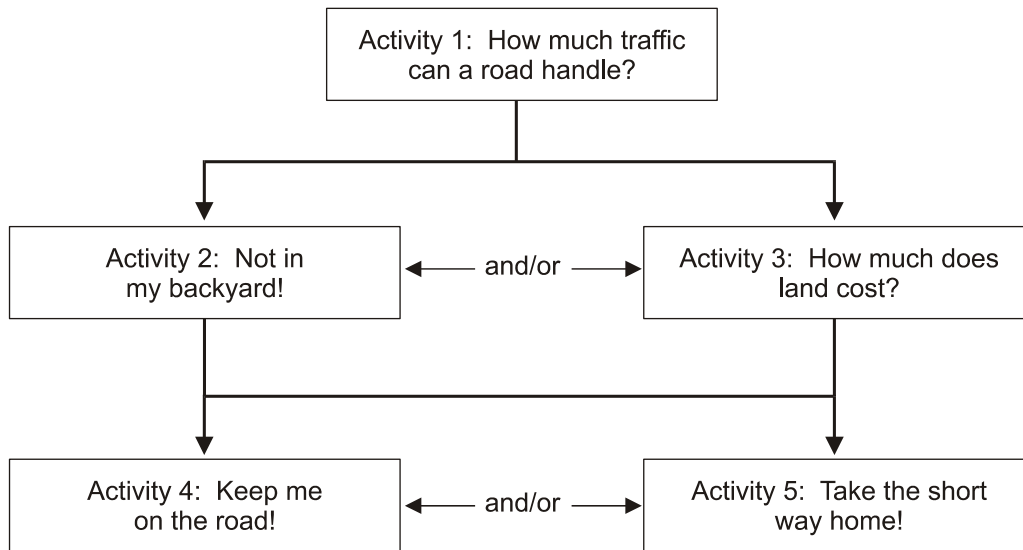 Activity 1:  How much traffic
can a road handle?
Activity 2:  Not in
my backyard!
and/or
Activity 3:  How much does
land cost?
Activity 4:  Keep me
on the road!
and/or
Activity 5:  Take the short
way home!